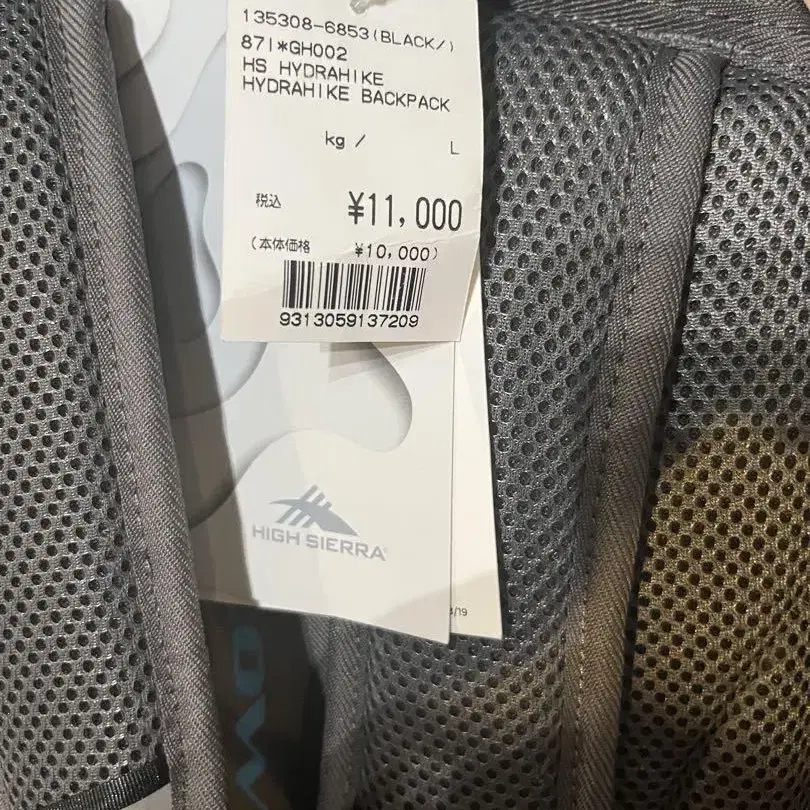 135308-6853(BLACK/)
87I*GH002
HS HYDRAHIKE
HYDRAHIKE BACKPACK
kg / L
税込 ¥11,000
(本体価格 ¥10,000)
9313059137209
HIGH SIERRA